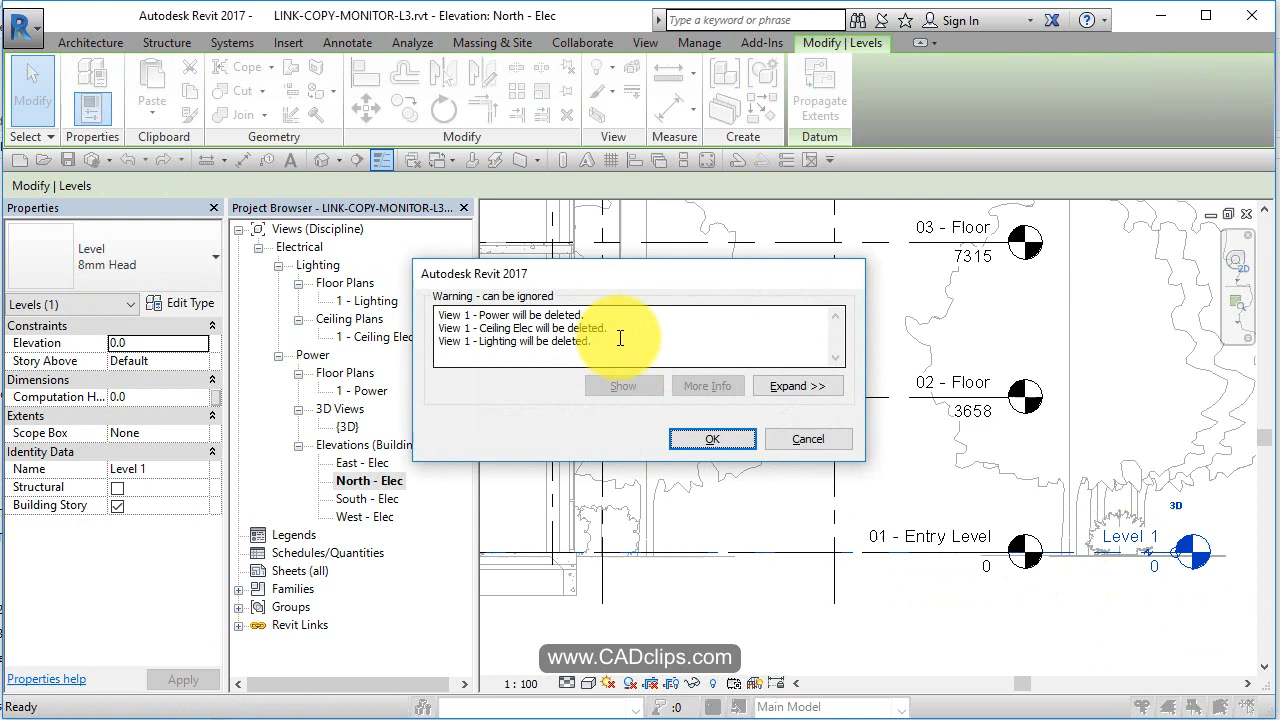 Autodesk Revit 2017 - LINK-COPY-MONITOR-L3.rvt - Elevation: North - Elec
Type a keyword or phrase
Sign In
Architecture Structure Systems Insert Annotate Analyze Massing & Site Collaborate View Manage Add-Ins Modify | Levels
Modify
Paste
Cope
Cut
Join
Propagate
Extents
Select Properties Clipboard Geometry Modify View Measure Create Datum
Modify | Levels
Properties
Level
8mm Head
Levels (1)
Edit Type
Constraints
Elevation 0.0
Story Above Default
Dimensions
Computation H... 0.0
Extents
Scope Box None
Identity Data
Name Level 1
Structural
Building Story
Properties help
Apply
Project Browser - LINK-COPY-MONITOR-L3...
Views (Discipline)
Electrical
Lighting
Floor Plans
1 - Lighting
Ceiling Plans
1 - Ceiling Elec
Power
Floor Plans
1 - Power
3D Views
{3D}
Elevations (Building
East - Elec
North - Elec
South - Elec
West - Elec
Legends
Schedules/Quantities
Sheets (all)
Families
Groups
Revit Links
Autodesk Revit 2017
Warning - can be ignored
View 1 - Power will be deleted.
View 1 - Ceiling Elec will be deleted.
View 1 - Lighting will be deleted.
Show
More Info
Expand >>
OK
Cancel
03 - Floor
7315
02 - Floor
3658
3D
01 - Entry Level
0
Level 1
0
2D
www.CADclips.com
1 : 100
Ready
:0
Main Model